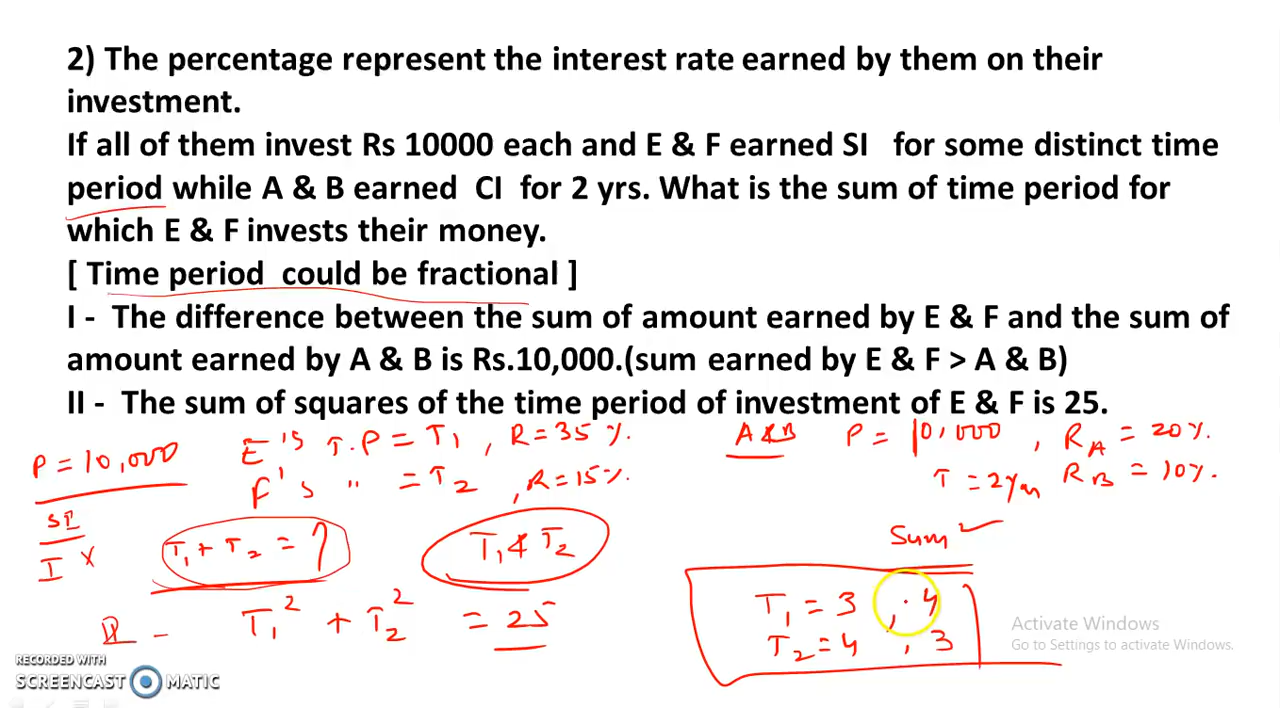 2) The percentage represent the interest rate earned by them on their
investment.
If all of them invest Rs 10000 each and E & F earned SI for some distinct time
period while A & B earned CI for 2 yrs. What is the sum of time period for
which E & F invests their money.
[ Time period could be fractional ]
I - The difference between the sum of amount earned by E & F and the sum of
amount earned by A & B is Rs.10,000.(sum earned by E & F > A & B)
II - The sum of squares of the time period of investment of E & F is 25.
P = 10,000
E's T.P = T₁, R = 35%.
F's " = T₂, R = 15%.
A & B P = 10,000, R_A = 20%.
T = 2yrs R_B = 10%.
SI
I ×
T₁ + T₂ = ?
T₁ & T₂
Sum ✓
II - T₁² + T₂² = 25
T₁ = 3, 4
T₂ = 4, 3
Activate Windows
Go to Settings to activate Windows.
RECORDED WITH
SCREENCAST MATIC